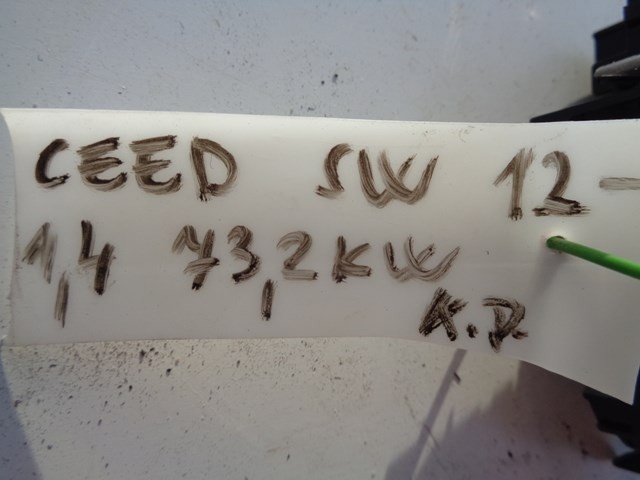 CEED SW 12-
1,4 73,2KW
K.D.